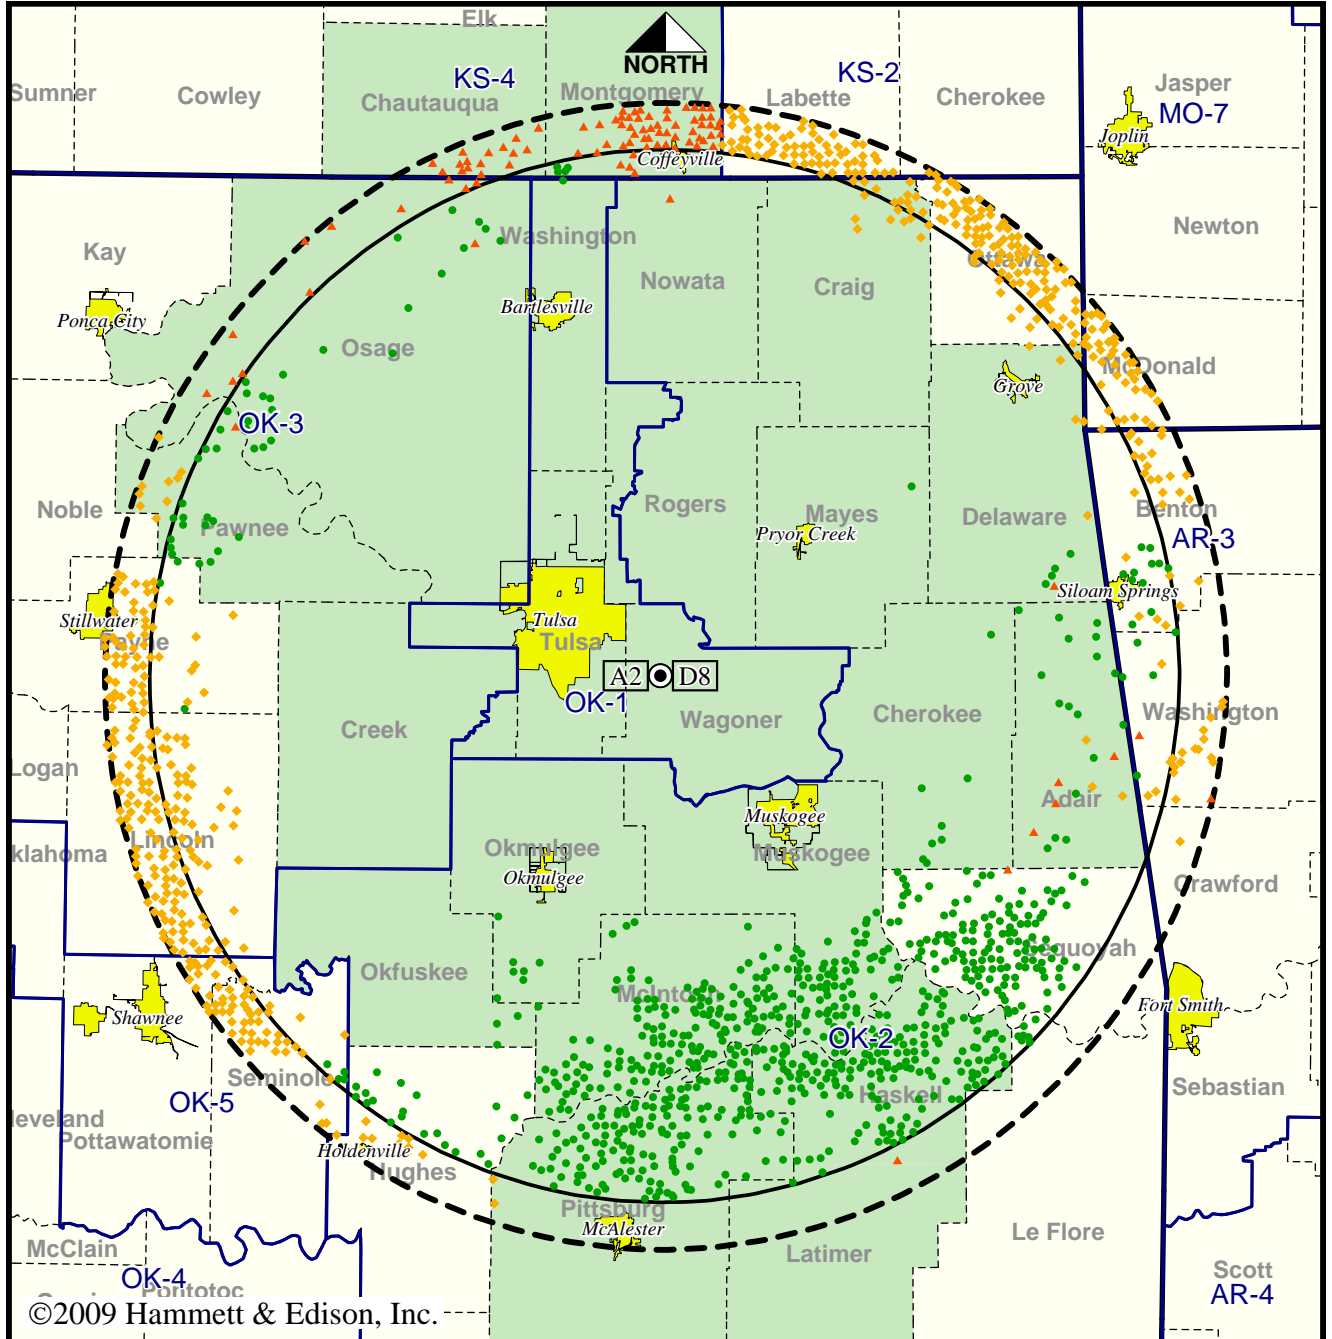 Elk
NORTH
KS-4
KS-2
Sumner
Cowley
Chautauqua
Montgomery
Labette
Cherokee
Jasper
MO-7
Joplin
Coffeyville
Kay
Washington
Nowata
Craig
Ottawa
Newton
Ponca City
Bartlesville
Osage
Grove
McDonald
OK-3
Noble
Pawnee
Rogers
Mayes
Pryor Creek
Delaware
Benton
AR-3
Stillwater
Payne
Tulsa
Tulsa
Siloam Springs
A2
D8
OK-1
Creek
Wagoner
Cherokee
Washington
Logan
Adair
Lincoln
klahoma
Okmulgee
Okmulgee
Muskogee
Muskogee
Crawford
Okfuskee
McIntosh
equoyah
Shawnee
Fort Smith
OK-2
Seminole
OK-5
Haskell
Sebastian
leveland
Pottawatomie
Holdenville
Hughes
Pittsburg
McAlester
McClain
Latimer
Le Flore
OK-4
Pontotoc
Scott
AR-4
©2009 Hammett & Edison, Inc.